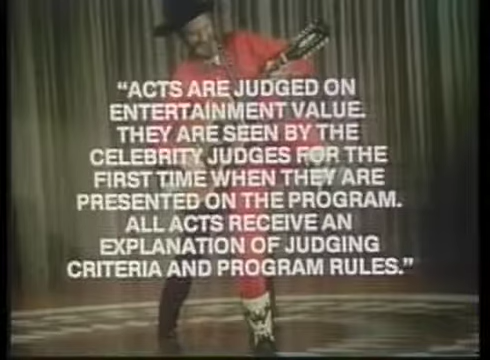 "ACTS ARE JUDGED ON
ENTERTAINMENT VALUE.
THEY ARE SEEN BY THE
CELEBRITY JUDGES FOR THE
FIRST TIME WHEN THEY ARE
PRESENTED ON THE PROGRAM.
ALL ACTS RECEIVE AN
EXPLANATION OF JUDGING
CRITERIA AND PROGRAM RULES."